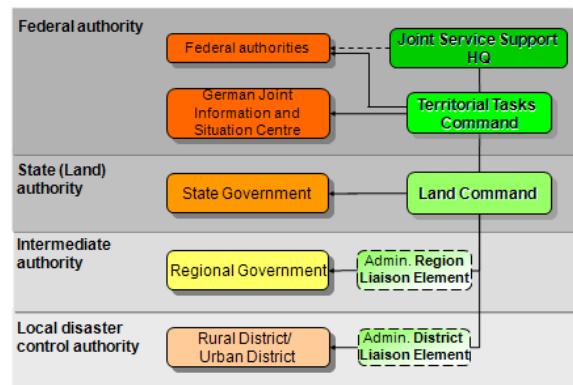 Federal authority
Federal authorities
Joint Service Support
HQ
German Joint
Information and
Situation Centre
Territorial Tasks
Command
State (Land)
authority
State Government
Land Command
Intermediate
authority
Regional Government
Admin. Region
Liaison Element
Local disaster
control authority
Rural District/
Urban District
Admin. District
Liaison Element